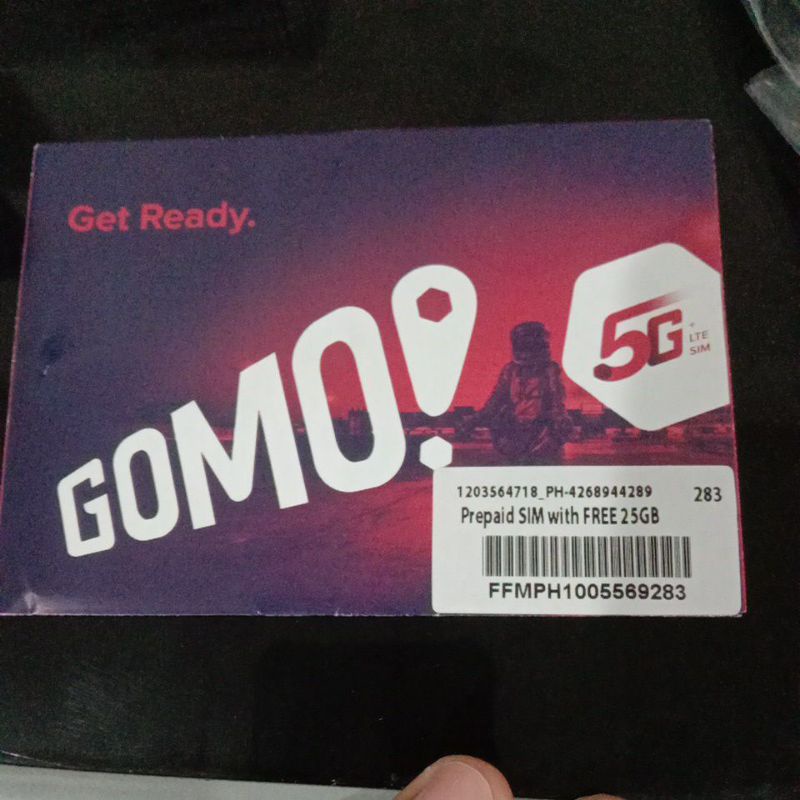 Get Ready.
GOMO!
5G+
LTE
SIM
1203564718_PH-4268944289
283
Prepaid SIM with FREE 25GB
FFMPH1005569283